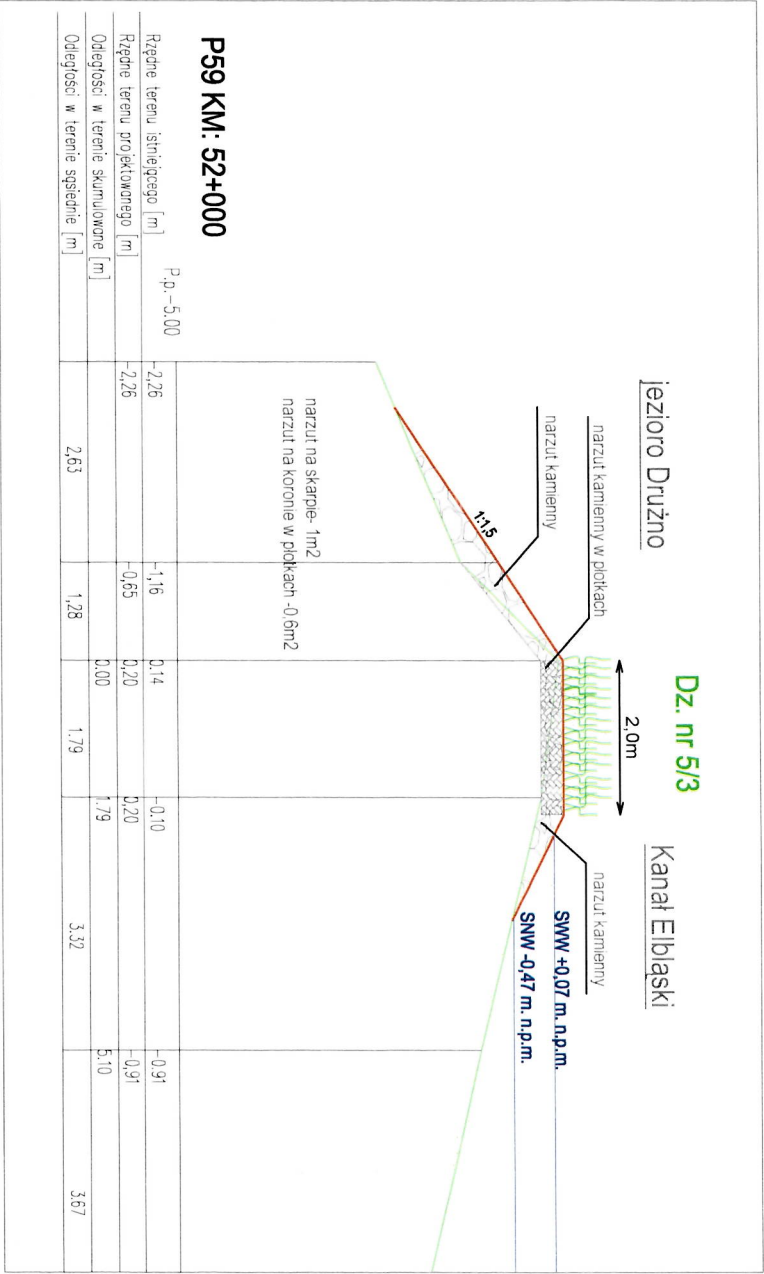 jezioro Drużno
Dz. nr 5/3
Kanał Elbląski
narzut kamienny w płotkach
2,0m
narzut kamienny
narzut kamienny
SWW +0,07 m. n.p.m.
SNW -0,47 m. n.p.m.
1:1,5
narzut na skarpie- 1m2
narzut na koronie w płotkach -0,6m2
P59 KM: 52+000
P.p. -5.00
Rzędne terenu istniejącego [m] -2,26 -1,16 0.14 -0.10 -0.91
Rzędne terenu projektowanego [m] -2,26 -0,65 0,20 0,20 -0,91
Odległości w terenie skumulowane [m] 0.00 1.79 5.10
Odległości w terenie sąsiednie [m] 2,63 1,28 1.79 3.32 3.67